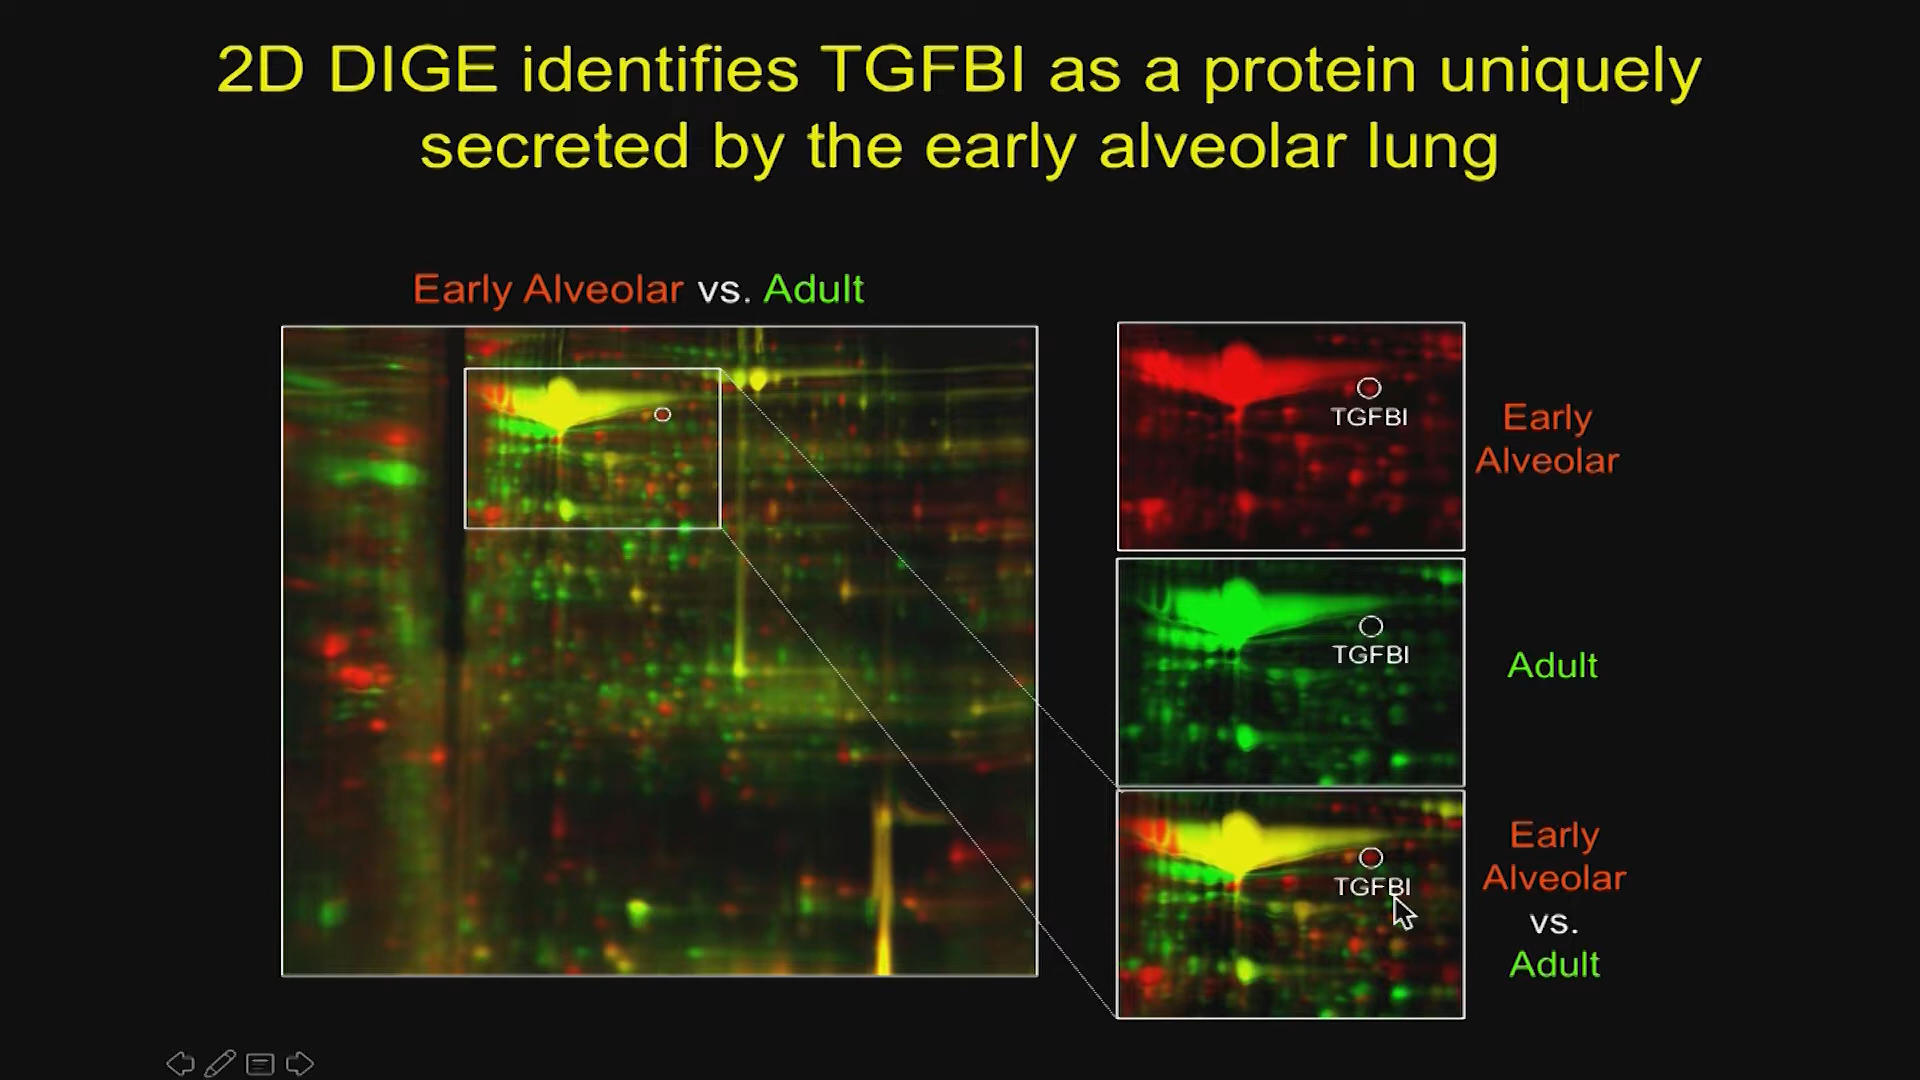 2D DIGE identifies TGFBI as a protein uniquely
secreted by the early alveolar lung
Early Alveolar vs. Adult
TGFBI
Early
Alveolar
TGFBI
Adult
TGFBI
Early
Alveolar
vs.
Adult